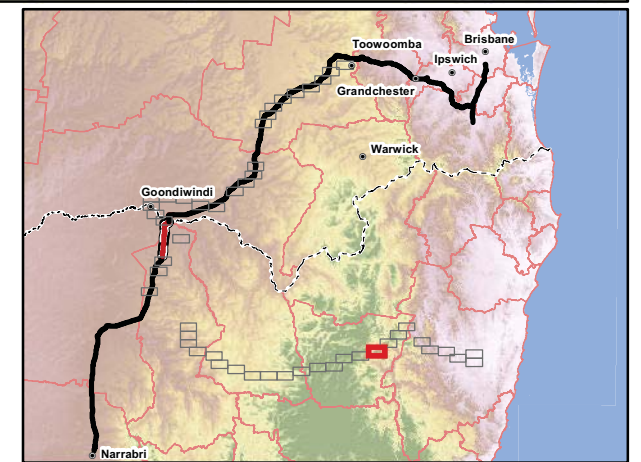 Brisbane
Toowoomba
Ipswich
Grandchester
Warwick
Goondiwindi
Narrabri